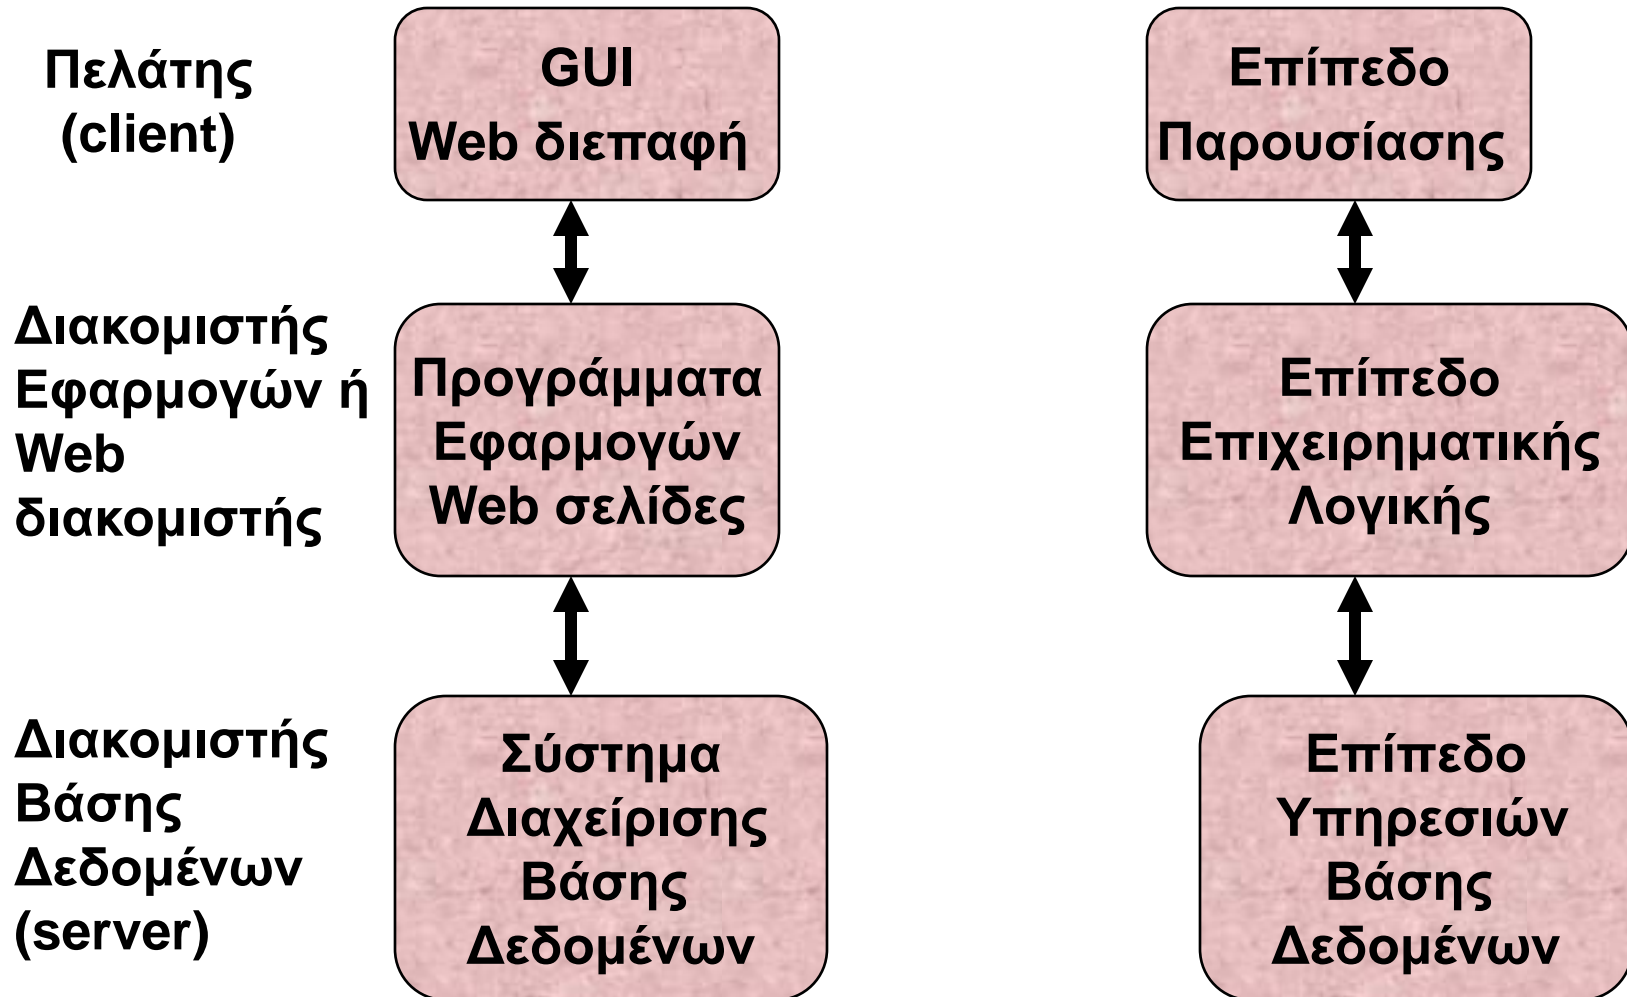 Πελάτης
(client)
GUI
Web διεπαφή
Επίπεδο
Παρουσίασης
Διακομιστής
Εφαρμογών ή
Web
διακομιστής
Προγράμματα
Εφαρμογών
Web σελίδες
Επίπεδο
Επιχειρηματικής
Λογικής
Διακομιστής
Βάσης
Δεδομένων
(server)
Σύστημα
Διαχείρισης
Βάσης
Δεδομένων
Επίπεδο
Υπηρεσιών
Βάσης
Δεδομένων